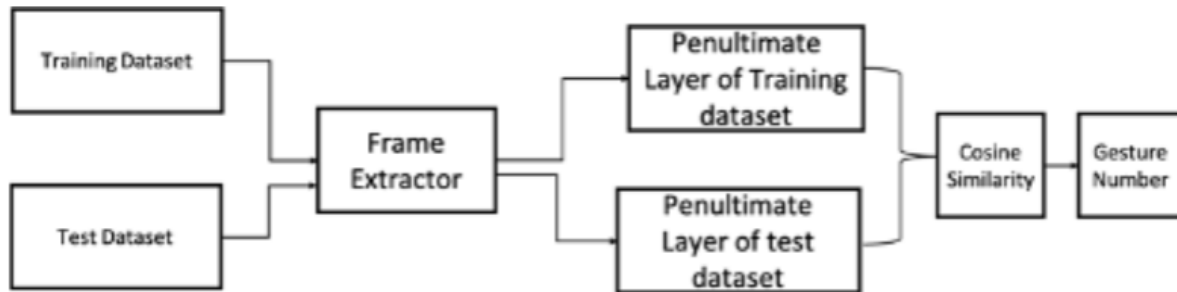 Training Dataset
Test Dataset
Frame
Extractor
Penultimate
Layer of Training
dataset
Penultimate
Layer of test
dataset
Cosine
Similarity
Gesture
Number